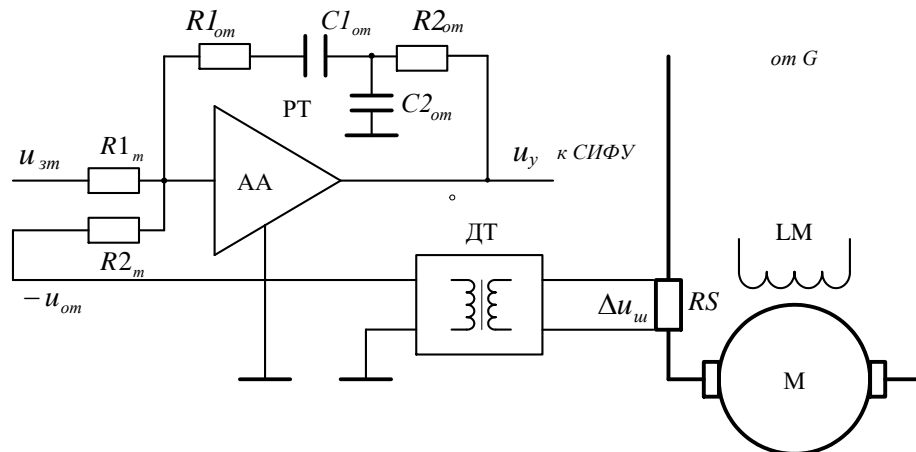 R1от
C1от
R2от
от G
C2от
РТ
uзт
R1т
AA
uу
к СИФУ
R2т
ДТ
LM
−uот
Δuш
RS
M